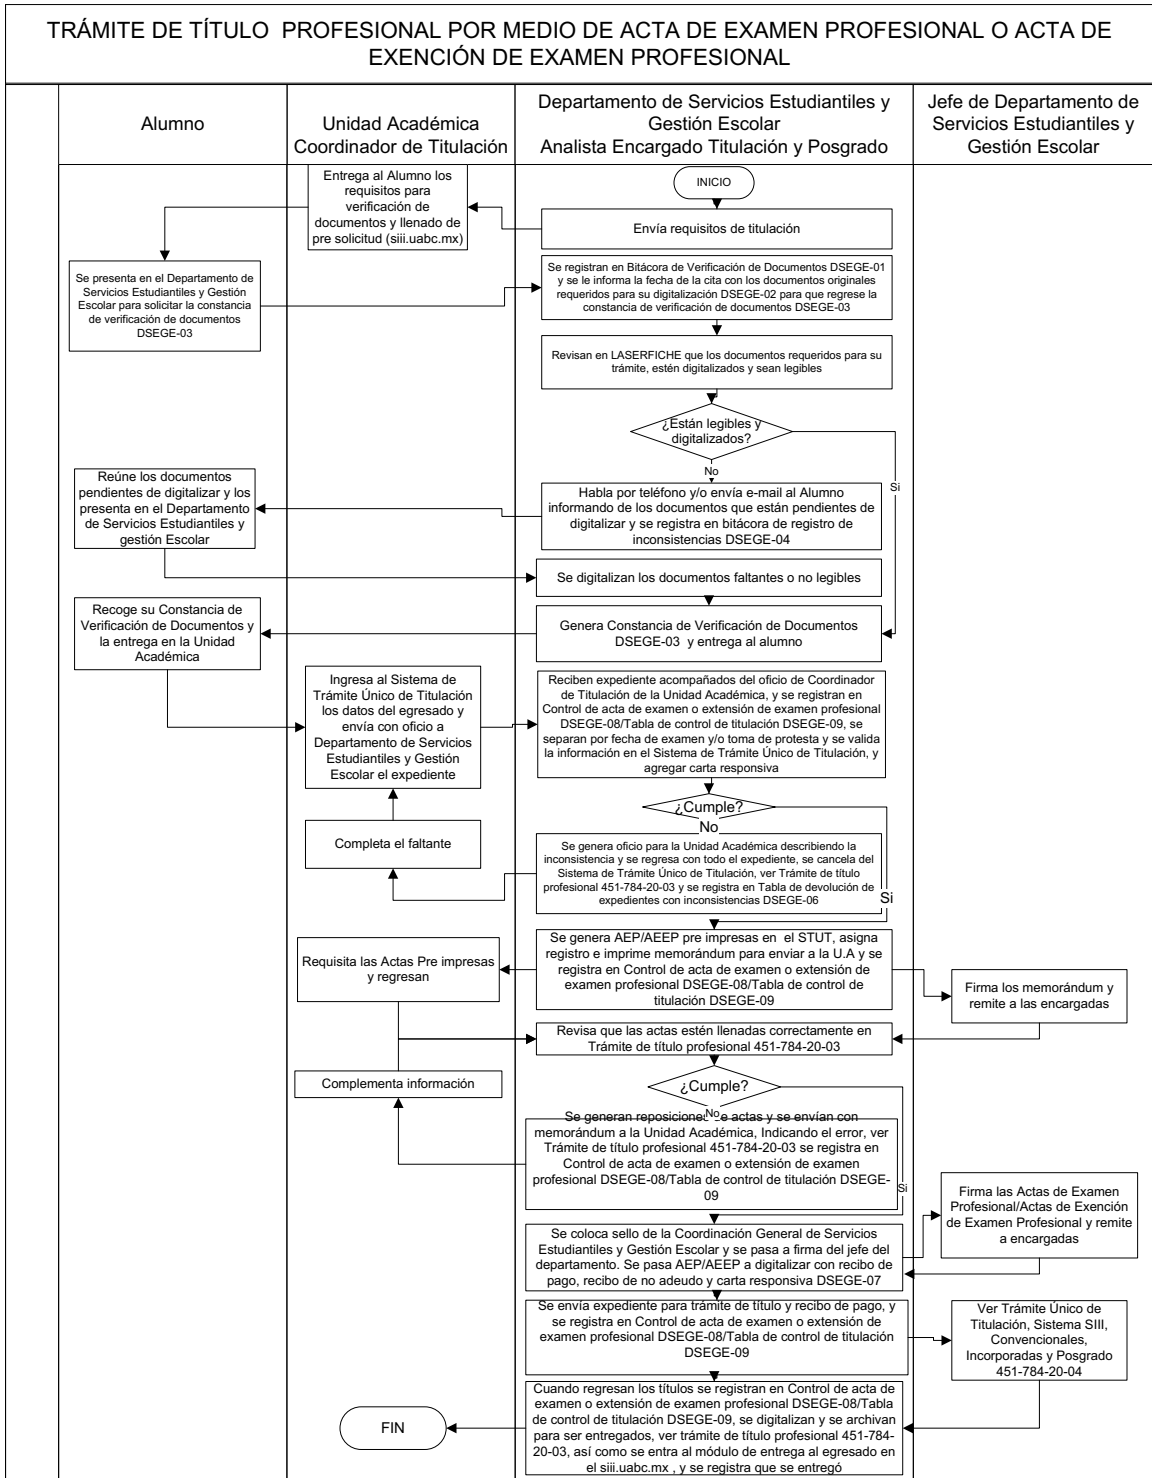 TRÁMITE DE TÍTULO PROFESIONAL POR MEDIO DE ACTA DE EXAMEN PROFESIONAL O ACTA DE
EXENCIÓN DE EXAMEN PROFESIONAL
Alumno
Unidad Académica
Coordinador de Titulación
Departamento de Servicios Estudiantiles y
Gestión Escolar
Analista Encargado Titulación y Posgrado
Jefe de Departamento de
Servicios Estudiantiles y
Gestión Escolar
INICIO
Envía requisitos de titulación
Entrega al Alumno los
requisitos para
verificación de
documentos y llenado de
pre solicitud (siii.uabc.mx)
Se presenta en el Departamento de
Servicios Estudiantiles y Gestión
Escolar para solicitar la constancia
de verificación de documentos
DSEGE-03
Se registran en Bitácora de Verificación de Documentos DSEGE-01
y se le informa la fecha de la cita con los documentos originales
requeridos para su digitalización DSEGE-02 para que regrese la
constancia de verificación de documentos DSEGE-03
Revisan en LASERFICHE que los documentos requeridos para su
trámite, estén digitalizados y sean legibles
¿Están legibles y
digitalizados?
No
Si
Habla por teléfono y/o envía e-mail al Alumno
informando de los documentos que están pendientes de
digitalizar y se registra en bitácora de registro de
inconsistencias DSEGE-04
Reúne los documentos
pendientes de digitalizar y los
presenta en el Departamento
de Servicios Estudiantiles y
gestión Escolar
Se digitalizan los documentos faltantes o no legibles
Genera Constancia de Verificación de Documentos
DSEGE-03 y entrega al alumno
Recoge su Constancia de
Verificación de Documentos y
la entrega en la Unidad
Académica
Ingresa al Sistema de
Trámite Único de Titulación
los datos del egresado y
envía con oficio a
Departamento de Servicios
Estudiantiles y Gestión
Escolar el expediente
Reciben expediente acompañados del oficio de Coordinador
de Titulación de la Unidad Académica, y se registran en
Control de acta de examen o extensión de examen profesional
DSEGE-08/Tabla de control de titulación DSEGE-09, se
separan por fecha de examen y/o toma de protesta y se valida
la información en el Sistema de Trámite Único de Titulación, y
agregar carta responsiva
¿Cumple?
No
Si
Completa el faltante
Se genera oficio para la Unidad Académica describiendo la
inconsistencia y se regresa con todo el expediente, se cancela del
Sistema de Trámite Único de Titulación, ver Trámite de título
profesional 451-784-20-03 y se registra en Tabla de devolución de
expedientes con inconsistencias DSEGE-06
Se genera AEP/AEEP pre impresas en el STUT, asigna
registro e imprime memorándum para enviar a la U.A y se
registra en Control de acta de examen o extensión de
examen profesional DSEGE-08/Tabla de control de
titulación DSEGE-09
Requisita las Actas Pre impresas
y regresan
Firma los memorándum y
remite a las encargadas
Revisa que las actas estén llenadas correctamente en
Trámite de título profesional 451-784-20-03
Complementa información
¿Cumple?
No
Si
Se generan reposiciones de actas y se envían con
memorándum a la Unidad Académica, Indicando el error, ver
Trámite de título profesional 451-784-20-03 se registra en
Control de acta de examen o extensión de examen
profesional DSEGE-08/Tabla de control de titulación DSEGE-
09
Se coloca sello de la Coordinación General de Servicios
Estudiantiles y Gestión Escolar y se pasa a firma del jefe del
departamento. Se pasa AEP/AEEP a digitalizar con recibo de
pago, recibo de no adeudo y carta responsiva DSEGE-07
Firma las Actas de Examen
Profesional/Actas de Exención
de Examen Profesional y remite
a encargadas
Se envía expediente para trámite de título y recibo de pago, y
se registra en Control de acta de examen o extensión de
examen profesional DSEGE-08/Tabla de control de titulación
DSEGE-09
Ver Trámite Único de
Titulación, Sistema SIII,
Convencionales,
Incorporadas y Posgrado
451-784-20-04
Cuando regresan los títulos se registran en Control de acta de
examen o extensión de examen profesional DSEGE-08/Tabla
de control de titulación DSEGE-09, se digitalizan y se archivan
para ser entregados, ver trámite de título profesional 451-784-
20-03, así como se entra al módulo de entrega al egresado en
el siii.uabc.mx , y se registra que se entregó
FIN